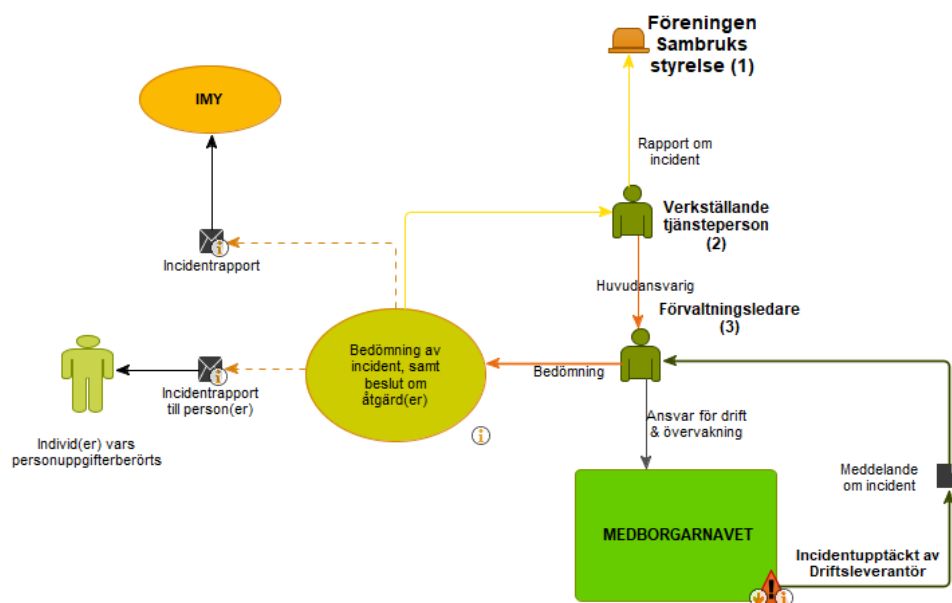 Föreningen
Sambruks
styrelse (1)
IMY
Rapport om
incident
Verkställande
tjänsteperson
(2)
Incidentrapport
Huvudansvarig
Förvaltningsledare
(3)
Bedömning av
incident, samt
beslut om
åtgärd(er)
Bedömning
Incidentrapport
till person(er)
Ansvar för drift
& övervakning
Individ(er) vars
personuppgifterberörts
Meddelande
om incident
MEDBORGARNAVET
Incidentupptäckt av
Driftsleverantör